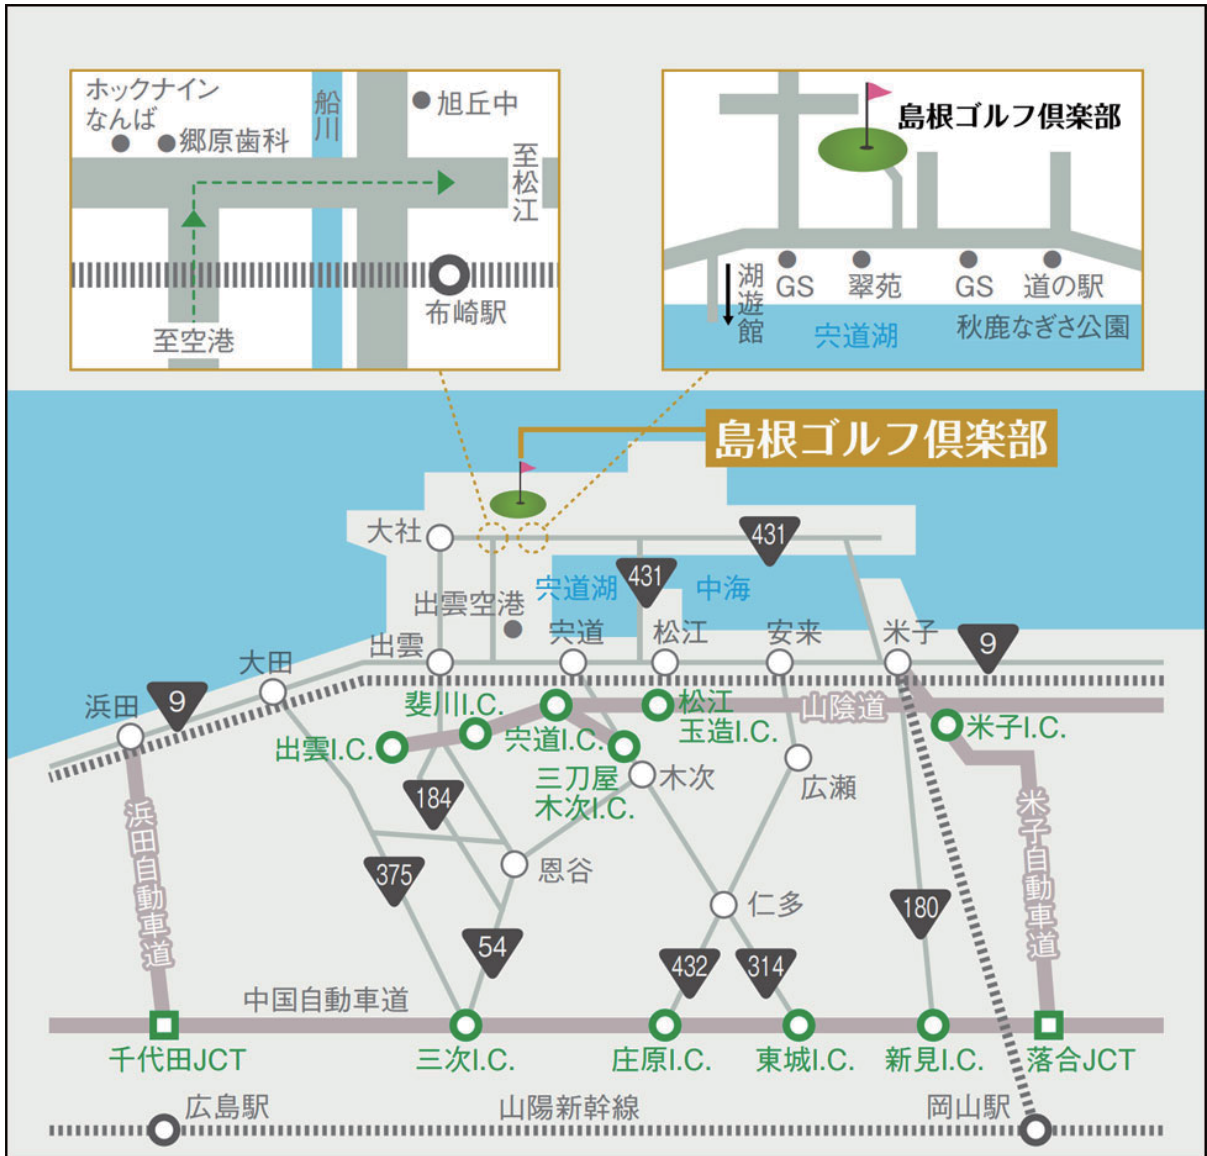 ホックナイン
なんば
郷原歯科
船川
旭丘中
至松江
布崎駅
至空港
島根ゴルフ倶楽部
湖遊館
GS
翠苑
GS
道の駅
宍道湖
秋鹿なぎさ公園
島根ゴルフ倶楽部
大社
431
431
宍道湖
中海
出雲空港
出雲
宍道
松江
安来
米子
9
大田
浜田
9
斐川I.C.
松江
玉造I.C.
山陰道
米子I.C.
出雲I.C.
宍道I.C.
三刀屋
木次I.C.
木次
広瀬
184
浜田自動車道
米子自動車道
375
恩谷
仁多
180
54
432
314
中国自動車道
千代田JCT
三次I.C.
庄原I.C.
東城I.C.
新見I.C.
落合JCT
広島駅
山陽新幹線
岡山駅